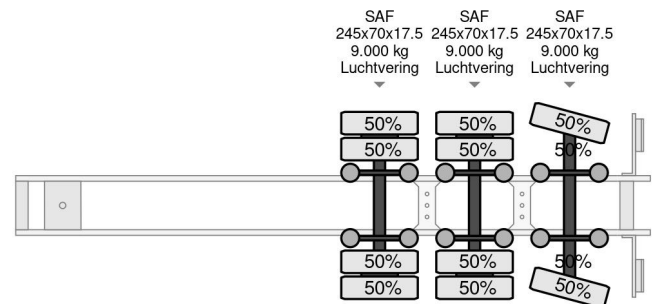 SAF SAF SAF
245x70x17.5 245x70x17.5 245x70x17.5
9.000 kg 9.000 kg 9.000 kg
Luchtvering Luchtvering Luchtvering
50% 50% 50%
50% 50% 50%
50% 50% 50%
50% 50% 50%